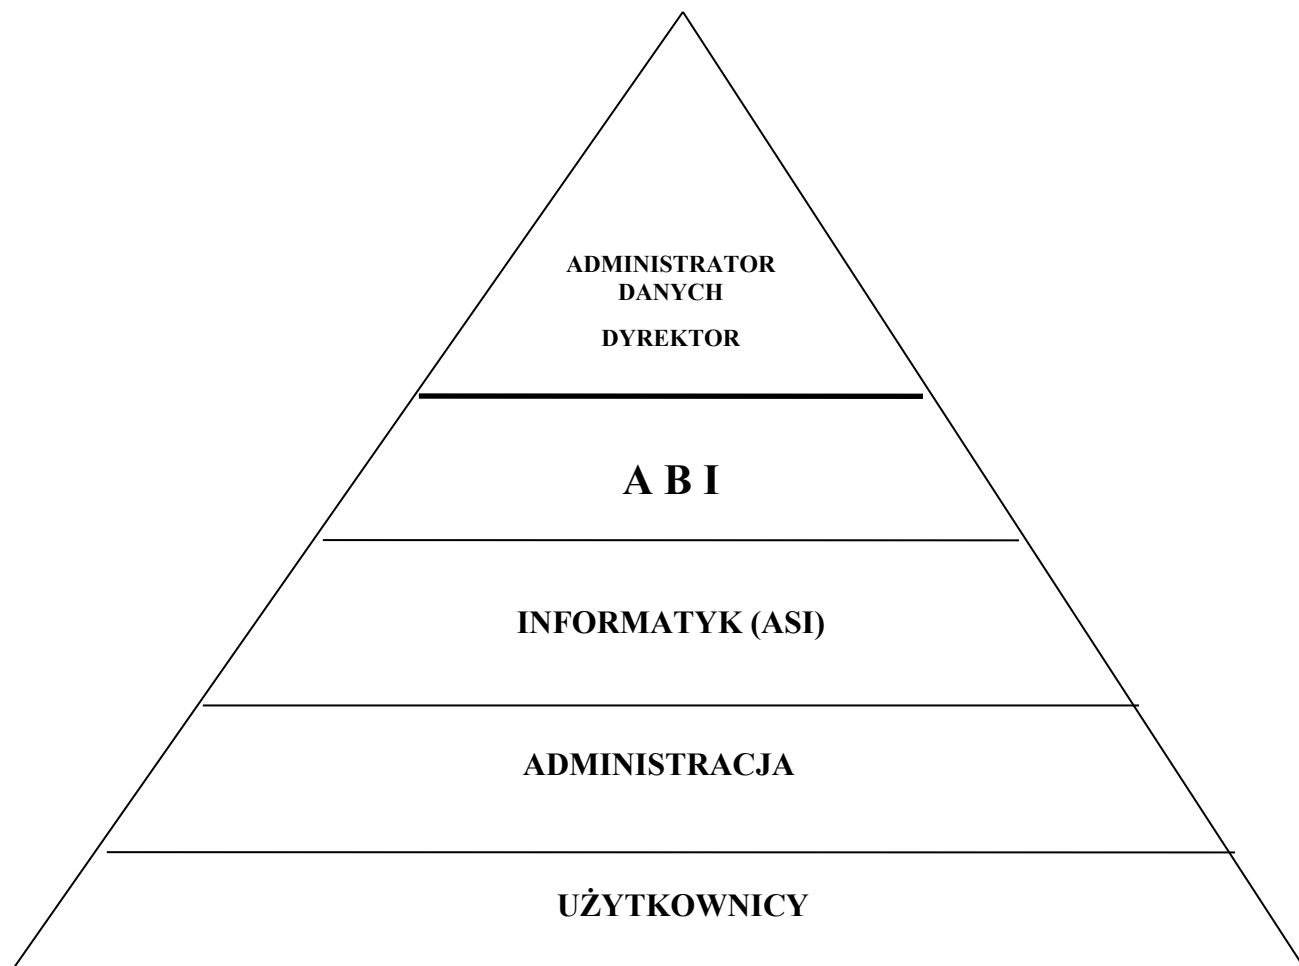 ADMINISTRATOR
DANYCH
DYREKTOR
A B I
INFORMATYK (ASI)
ADMINISTRACJA
UŻYTKOWNICY